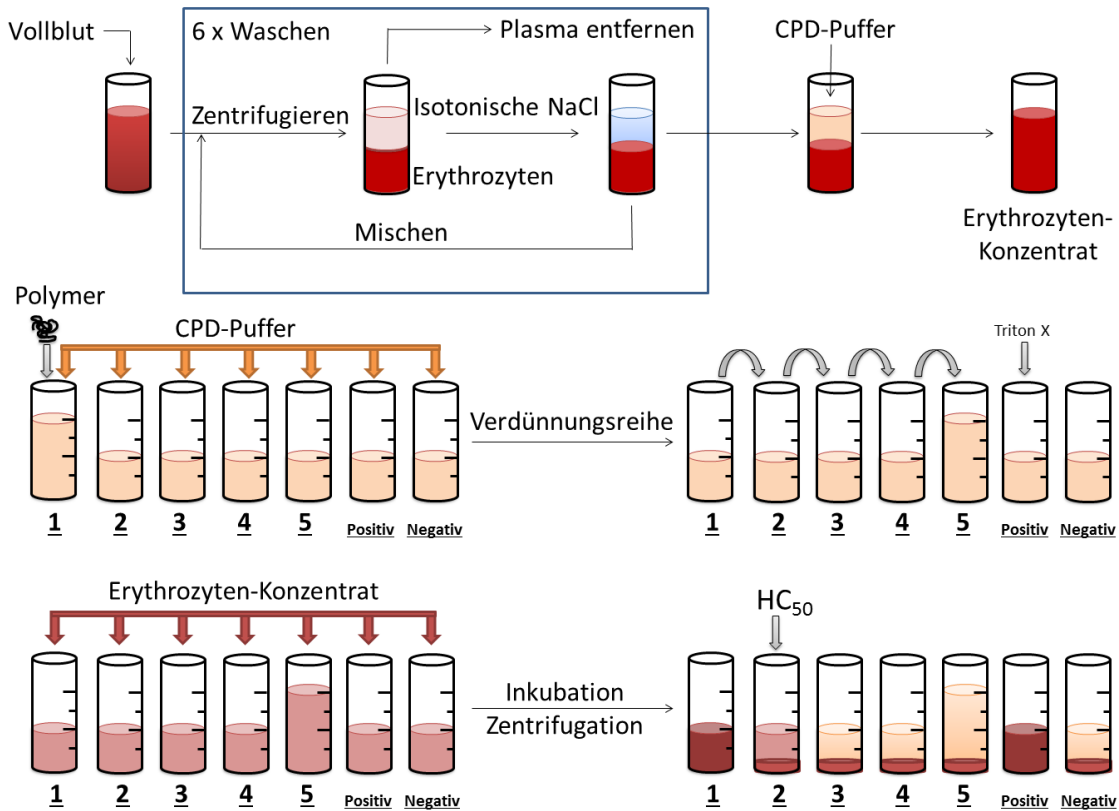 Vollblut
6 x Waschen
Plasma entfernen
CPD-Puffer
Zentrifugieren
Isotonische NaCl
Erythrozyten
Mischen
Erythrozyten-
Konzentrat
Polymer
CPD-Puffer
Triton X
Verdünnungsreihe
1 2 3 4 5 Positiv Negativ
1 2 3 4 5 Positiv Negativ
Erythrozyten-Konzentrat
HC50
Inkubation
Zentrifugation
1 2 3 4 5 Positiv Negativ
1 2 3 4 5 Positiv Negativ